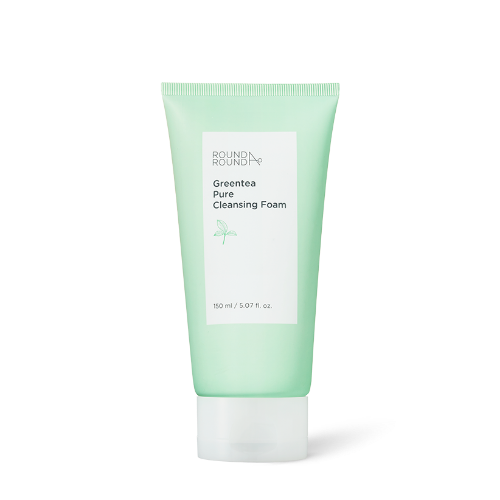 ROUND A
ROUND
Greentea
Pure
Cleansing Foam
150 ml / 5.07 fl. oz.